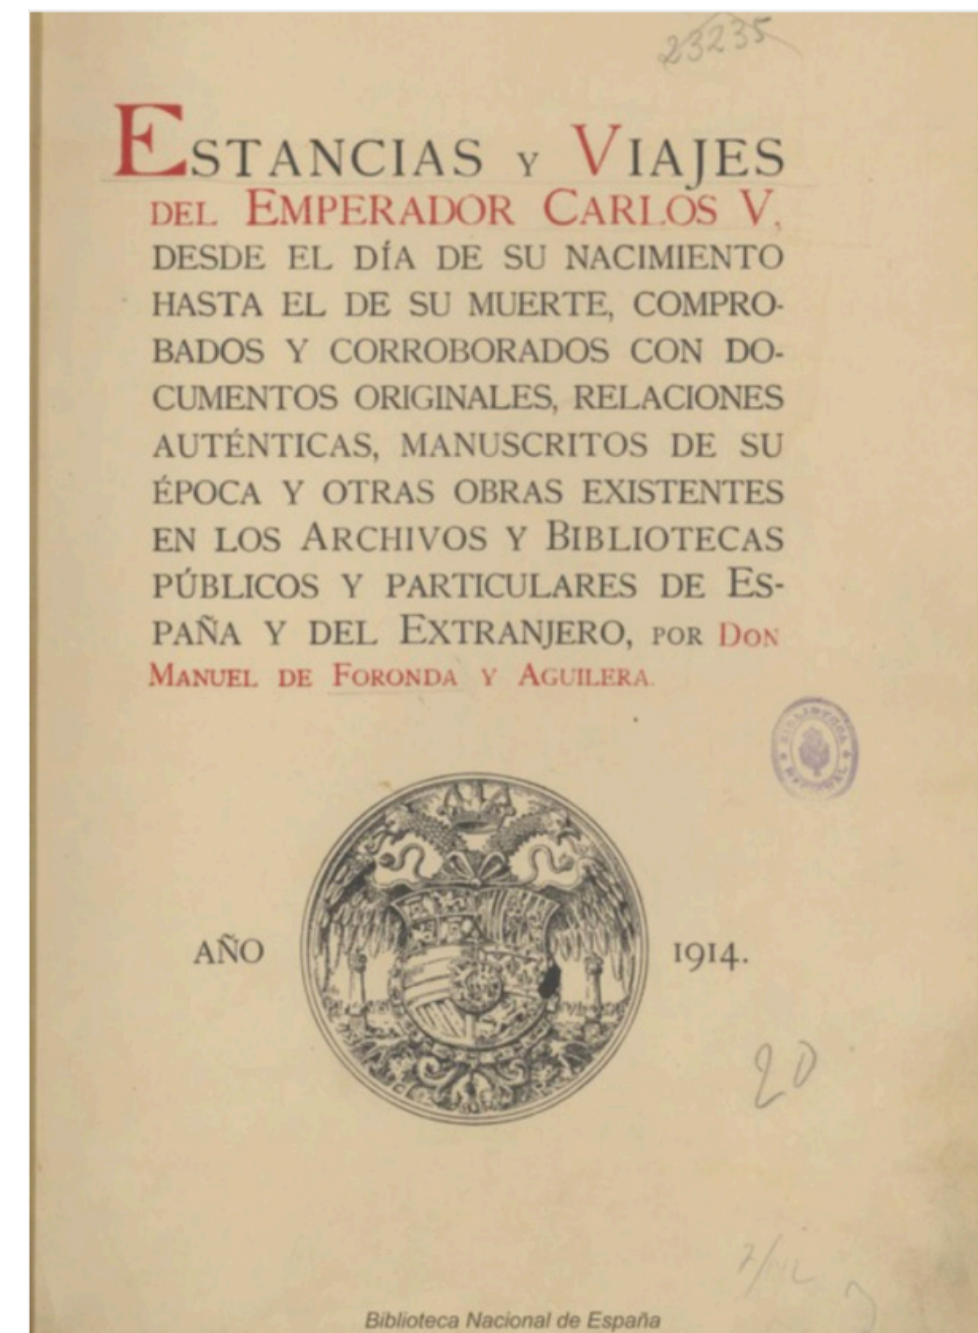 23235
ESTANCIAS Y VIAJES
DEL EMPERADOR CARLOS V,
DESDE EL DÍA DE SU NACIMIENTO
HASTA EL DE SU MUERTE, COMPRO-
BADOS Y CORROBORADOS CON DO-
CUMENTOS ORIGINALES, RELACIONES
AUTÉNTICAS, MANUSCRITOS DE SU
ÉPOCA Y OTRAS OBRAS EXISTENTES
EN LOS ARCHIVOS Y BIBLIOTECAS
PÚBLICOS Y PARTICULARES DE ES-
PAÑA Y DEL EXTRANJERO, POR DON
MANUEL DE FORONDA Y AGUILERA.
BIBLIOTECA NACIONAL
AÑO 1914.
20
Biblioteca Nacional de España